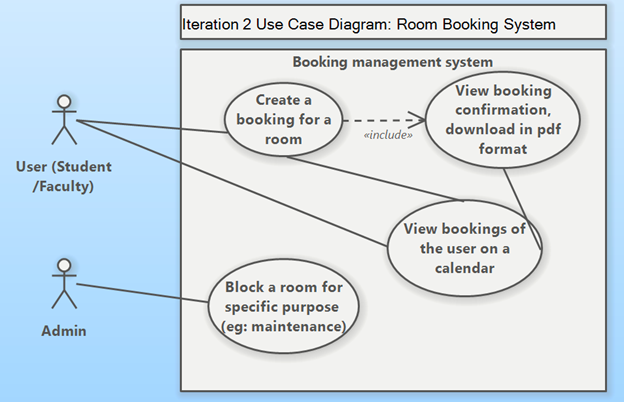 Iteration 2 Use Case Diagram: Room Booking System
Booking management system
Create a
booking for a
room
«include»
View booking
confirmation,
download in pdf
format
User (Student
/Faculty)
View bookings of
the user on a
calendar
Admin
Block a room for
specific purpose
(eg: maintenance)